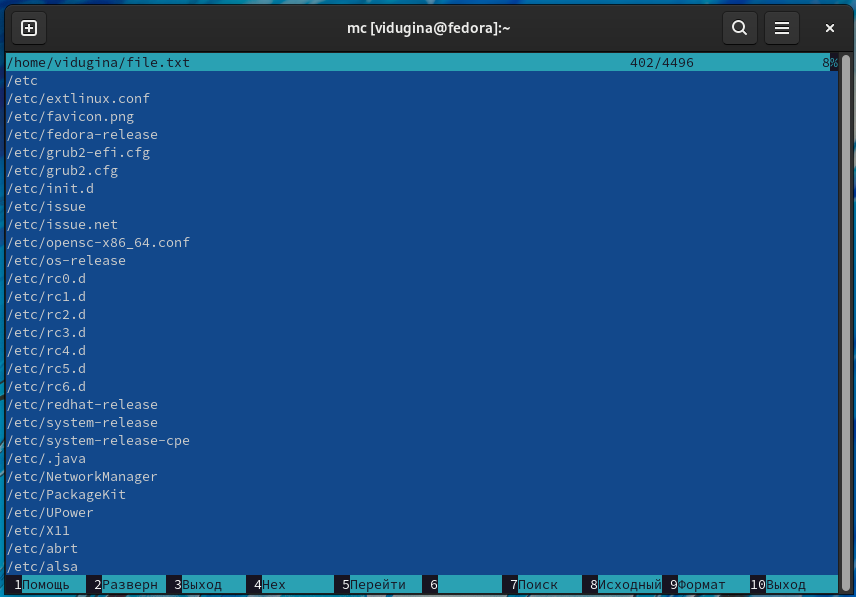 mc [vidugina@fedora]:~
/home/vidugina/file.txt 402/4496 8%
/etc
/etc/extlinux.conf
/etc/favicon.png
/etc/fedora-release
/etc/grub2-efi.cfg
/etc/grub2.cfg
/etc/init.d
/etc/issue
/etc/issue.net
/etc/opensc-x86_64.conf
/etc/os-release
/etc/rc0.d
/etc/rc1.d
/etc/rc2.d
/etc/rc3.d
/etc/rc4.d
/etc/rc5.d
/etc/rc6.d
/etc/redhat-release
/etc/system-release
/etc/system-release-cpe
/etc/.java
/etc/NetworkManager
/etc/PackageKit
/etc/UPower
/etc/X11
/etc/abrt
/etc/alsa
1Помощь 2Разверн 3Выход 4Hex 5Перейти 6 7Поиск 8Исходный 9Формат 10Выход